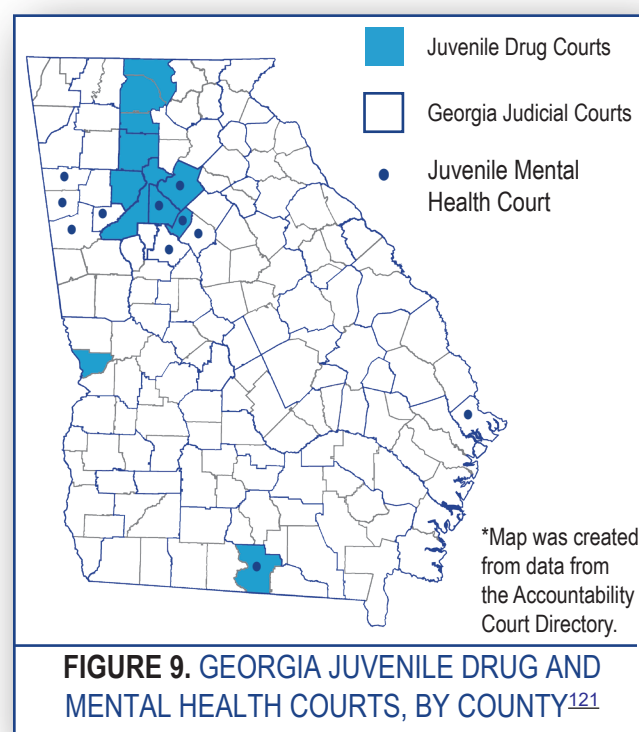 Juvenile Drug Courts
Georgia Judicial Courts
Juvenile Mental
Health Court
*Map was created
from data from
the Accountability
Court Directory.
FIGURE 9. GEORGIA JUVENILE DRUG AND
MENTAL HEALTH COURTS, BY COUNTY121